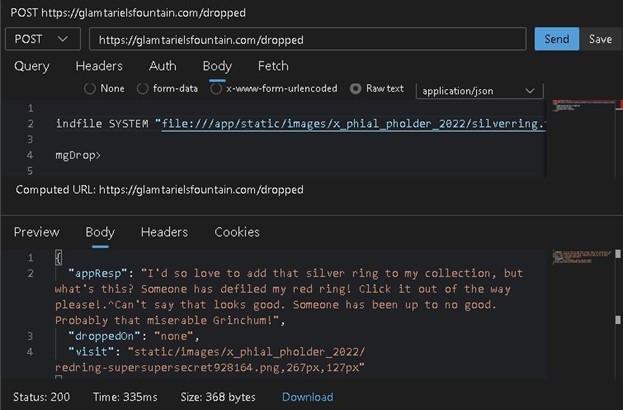 POST https://glamtarielsfountain.com/dropped
POST https://glamtarielsfountain.com/dropped Send Save
Query Headers Auth Body Fetch
None form-data x-www-form-urlencoded Raw text application/json
1
2 indfile SYSTEM "file:///app/static/images/x_phial_pholder_2022/silverring.
3
4 mgDrop>
5
Computed URL: https://glamtarielsfountain.com/dropped
Preview Body Headers Cookies
1 {
2 "appResp": "I'd so love to add that silver ring to my collection, but
what's this? Someone has defiled my red ring! Click it out of the way
please!.^Can't say that looks good. Someone has been up to no good.
Probably that miserable Grinchum!",
3 "droppedOn": "none",
4 "visit": "static/images/x_phial_pholder_2022/
redring-supersupersecret928164.png,267px,127px"
Status: 200 Time: 335ms Size: 368 bytes Download